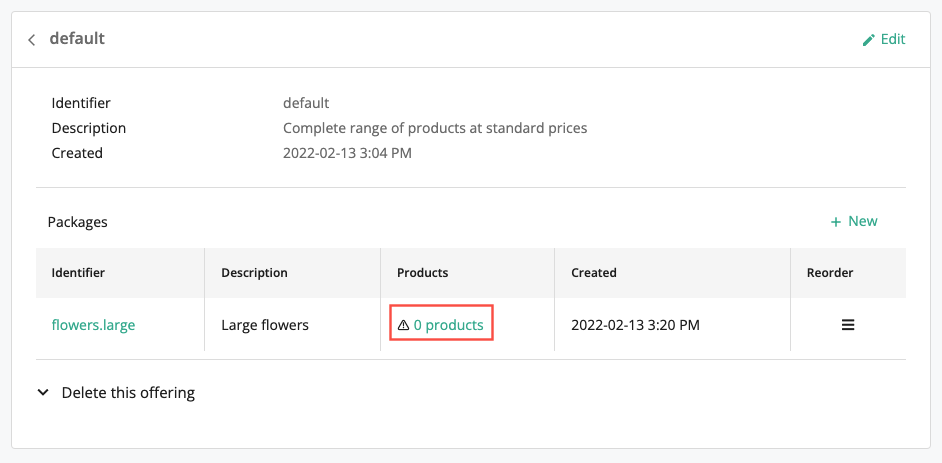 default
Edit
Identifier default
Description Complete range of products at standard prices
Created 2022-02-13 3:04 PM
Packages
+ New
Identifier Description Products Created Reorder
flowers.large Large flowers 0 products 2022-02-13 3:20 PM
Delete this offering